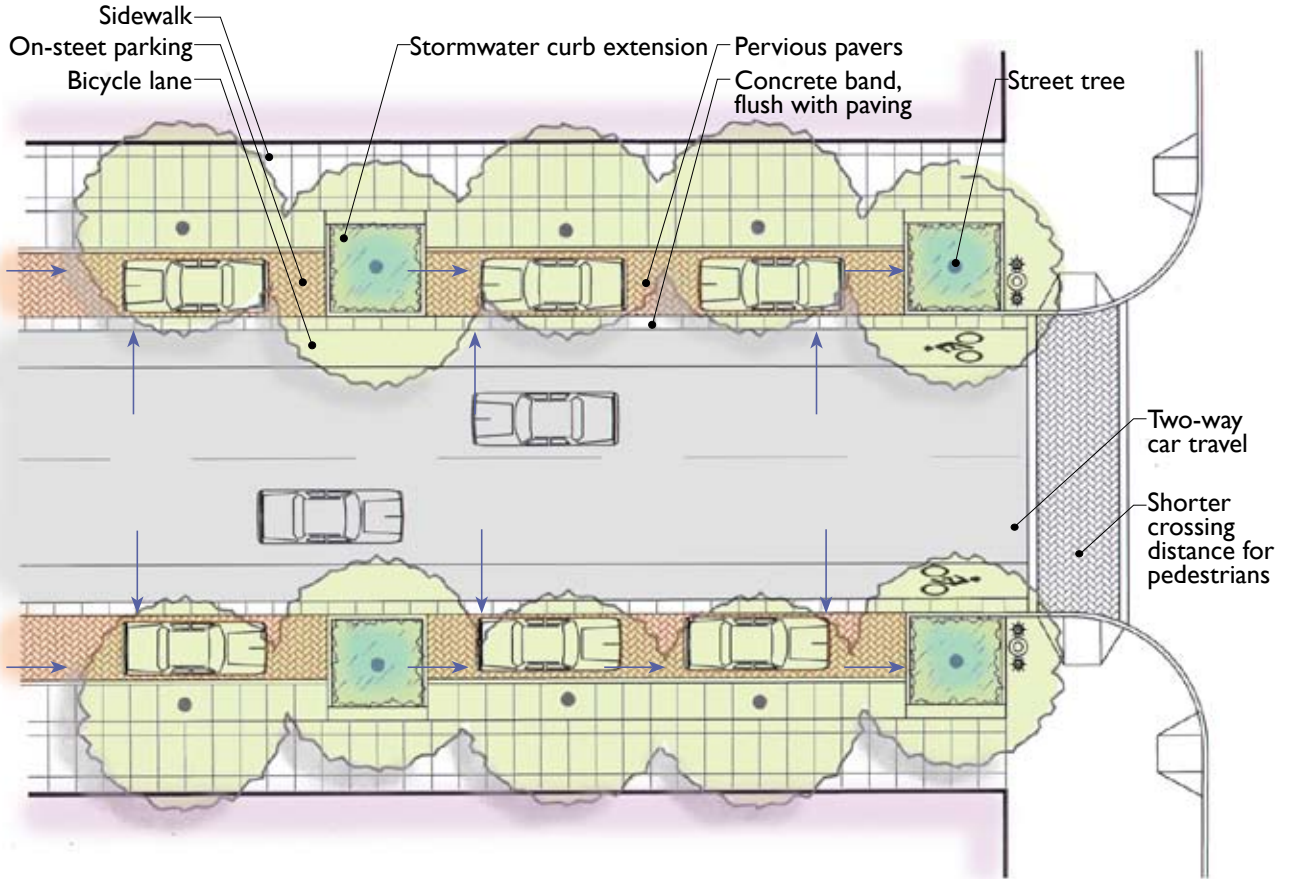 Sidewalk
On-steet parking
Bicycle lane
Stormwater curb extension
Pervious pavers
Concrete band,
flush with paving
Street tree
Two-way
car travel
Shorter
crossing
distance for
pedestrians